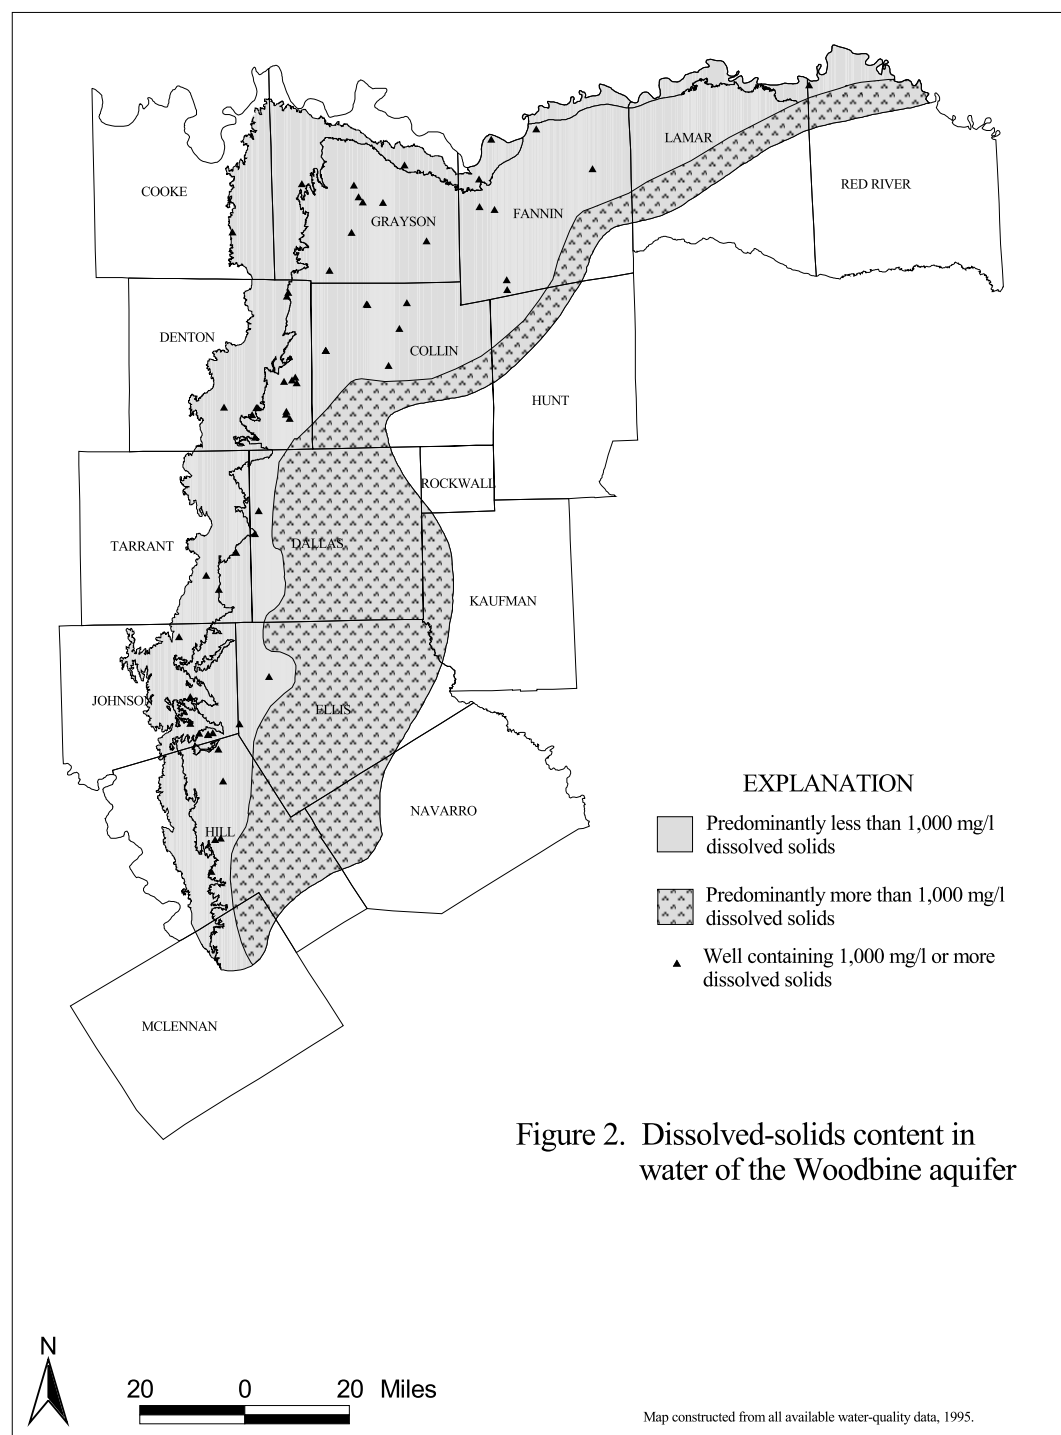 COOKE
GRAYSON
FANNIN
LAMAR
RED RIVER
DENTON
COLLIN
HUNT
ROCKWALL
TARRANT
DALLAS
KAUFMAN
JOHNSON
ELLIS
NAVARRO
HILL
MCLENNAN
EXPLANATION
Predominantly less than 1,000 mg/l
dissolved solids
Predominantly more than 1,000 mg/l
dissolved solids
Well containing 1,000 mg/l or more
dissolved solids
Figure 2. Dissolved-solids content in
water of the Woodbine aquifer
N
20 0 20 Miles
Map constructed from all available water-quality data, 1995.